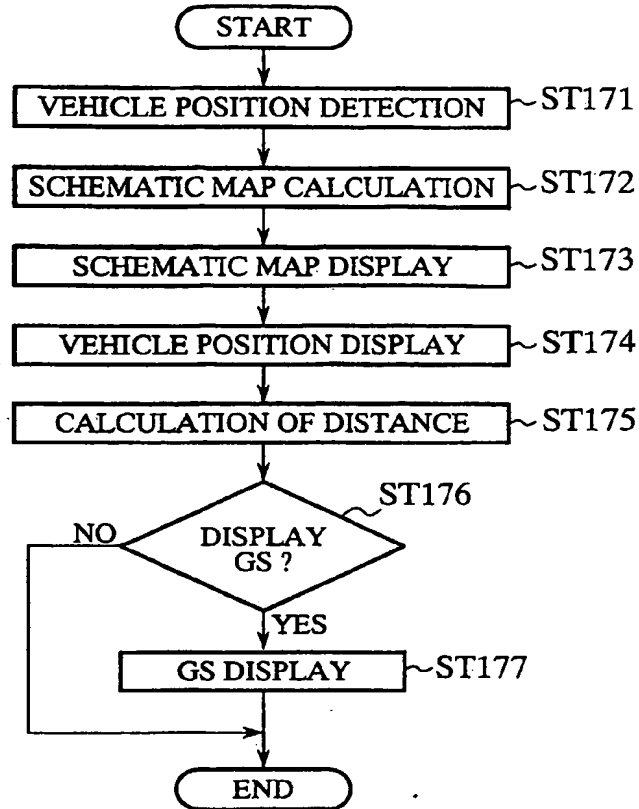 START
VEHICLE POSITION DETECTION
ST171
SCHEMATIC MAP CALCULATION
ST172
SCHEMATIC MAP DISPLAY
ST173
VEHICLE POSITION DISPLAY
ST174
CALCULATION OF DISTANCE
ST175
ST176
NO
DISPLAY
GS ?
YES
GS DISPLAY
ST177
END